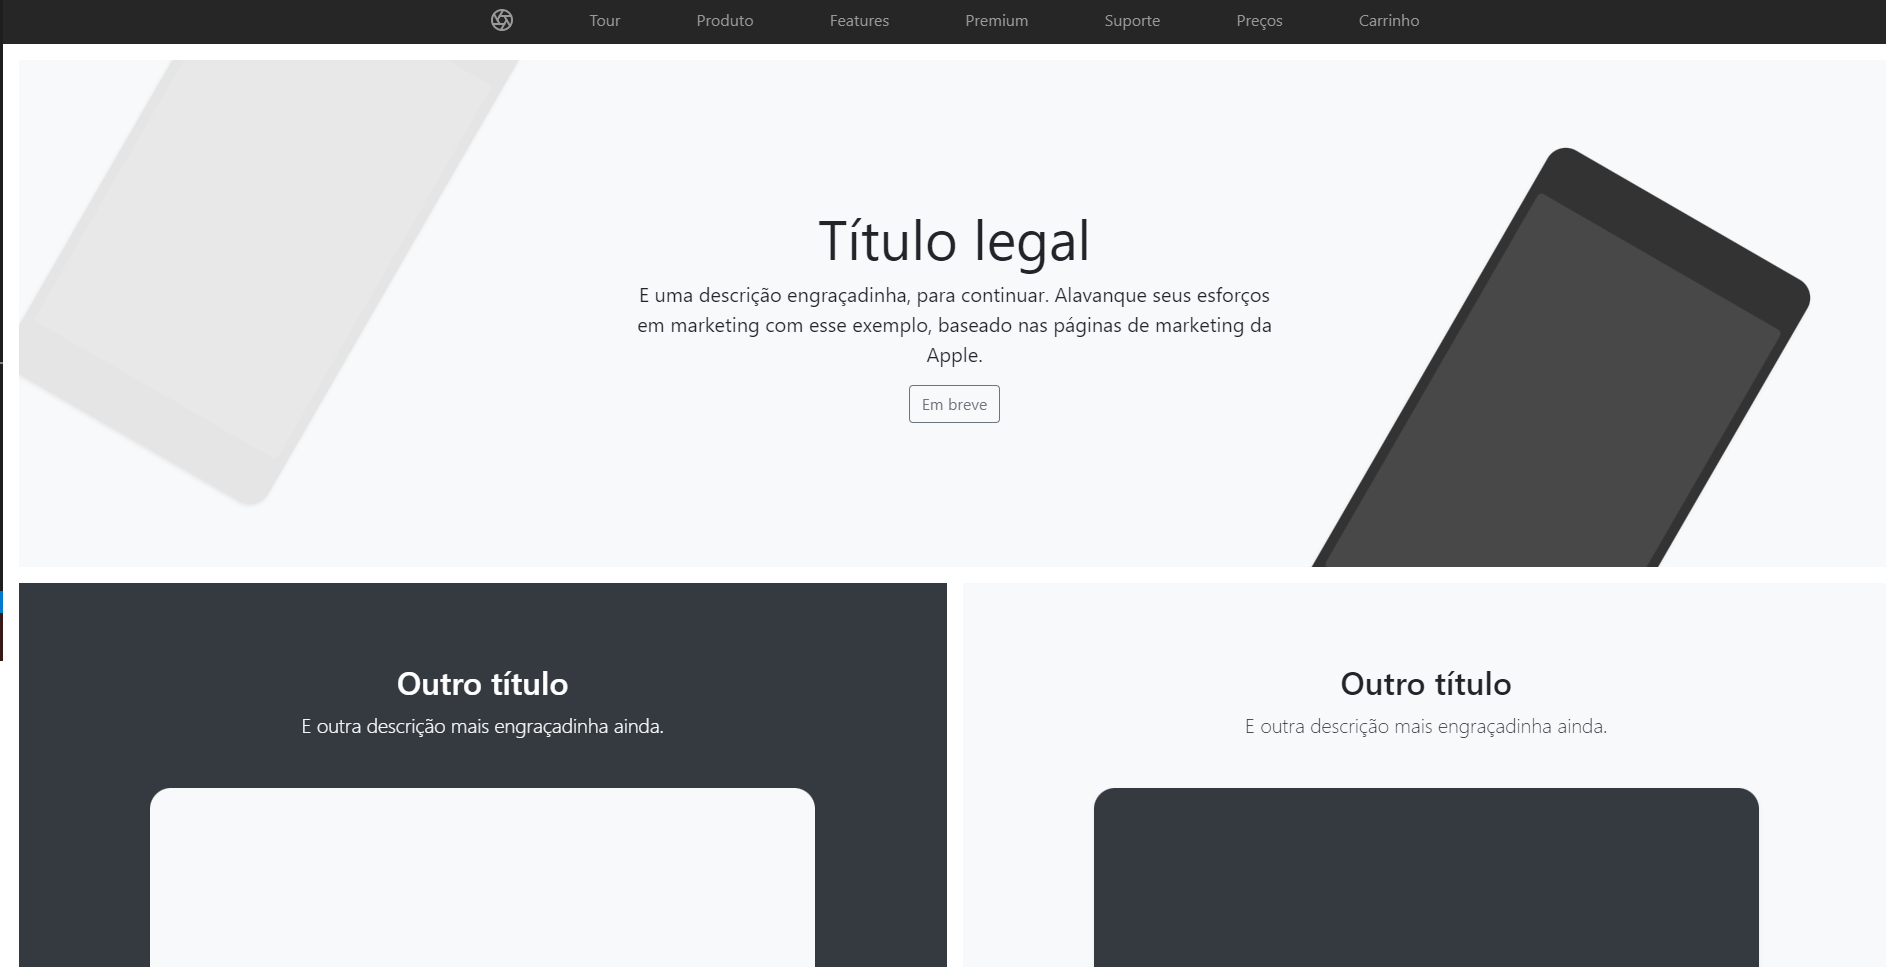 Tour Produto Features Premium Suporte Preços Carrinho
Título legal
E uma descrição engraçadinha, para continuar. Alavanque seus esforços
em marketing com esse exemplo, baseado nas páginas de marketing da
Apple.
Em breve
Outro título
E outra descrição mais engraçadinha ainda.
Outro título
E outra descrição mais engraçadinha ainda.